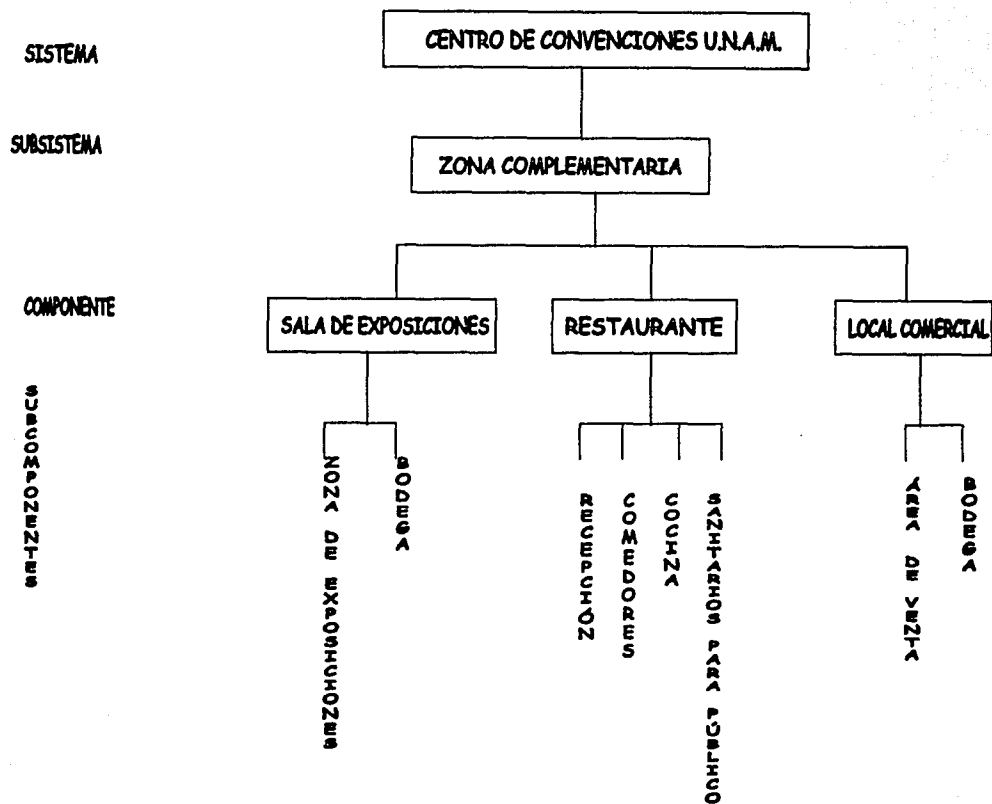 SISTEMA
CENTRO DE CONVENCIONES U.N.A.M.
SUBSISTEMA
ZONA COMPLEMENTARIA
COMPONENTE
SALA DE EXPOSICIONES
RESTAURANTE
LOCAL COMERCIAL
SUBCOMPONENTES
ZONA DE EXPOSICIONES
BODEGA
RECEPCIÓN
COMEDORES
COCINA
SANITARIOS PARA PÚBLICO
ÁREA DE VENTA
BODEGA